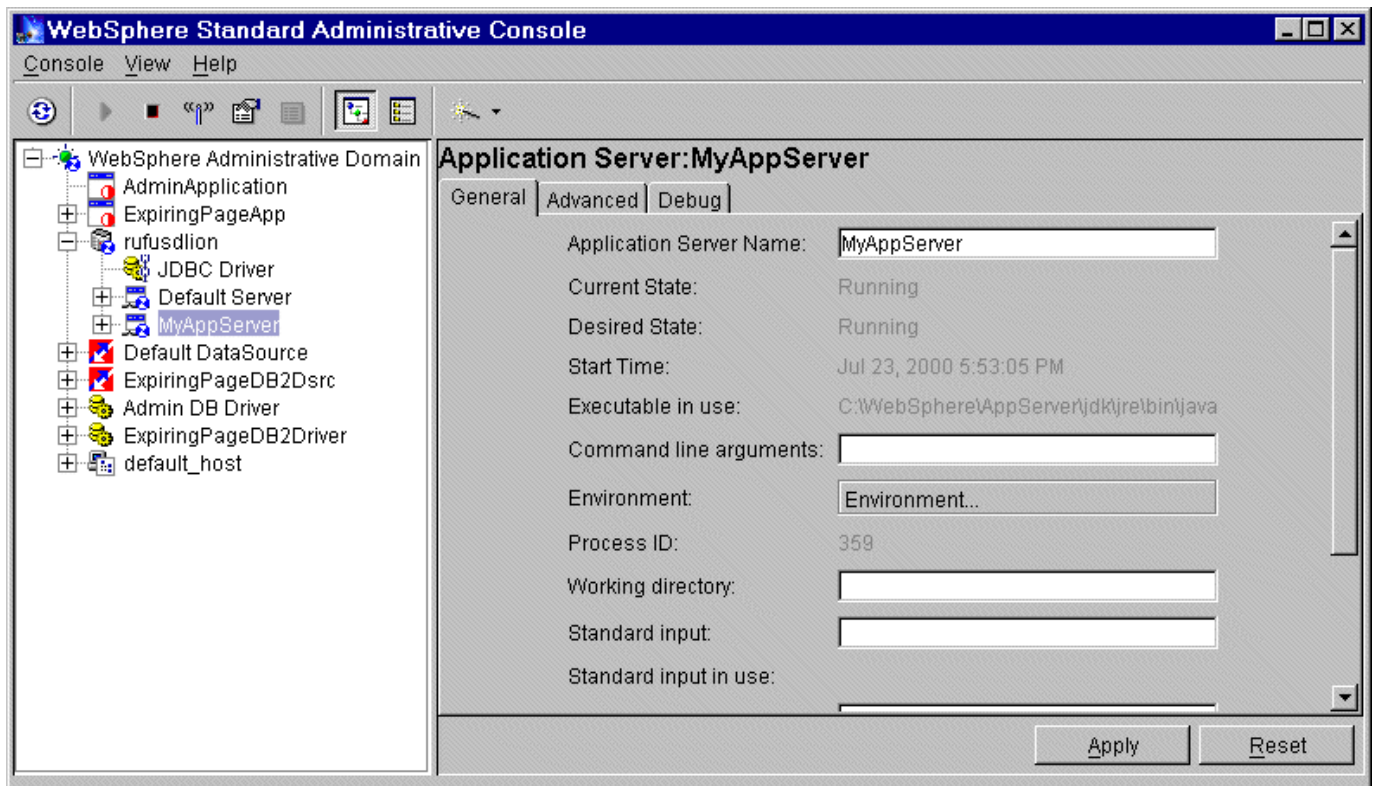 WebSphere Standard Administrative Console
Console View Help
WebSphere Administrative Domain
AdminApplication
ExpiringPageApp
rufusdlion
JDBC Driver
Default Server
MyAppServer
Default DataSource
ExpiringPageDB2Dsrc
Admin DB Driver
ExpiringPageDB2Driver
default_host
Application Server:MyAppServer
General Advanced Debug
Application Server Name: MyAppServer
Current State: Running
Desired State: Running
Start Time: Jul 23, 2000 5:53:05 PM
Executable in use: C:\WebSphere\AppServer\jdk\jre\bin\java
Command line arguments:
Environment: Environment...
Process ID: 359
Working directory:
Standard input:
Standard input in use:
Apply Reset